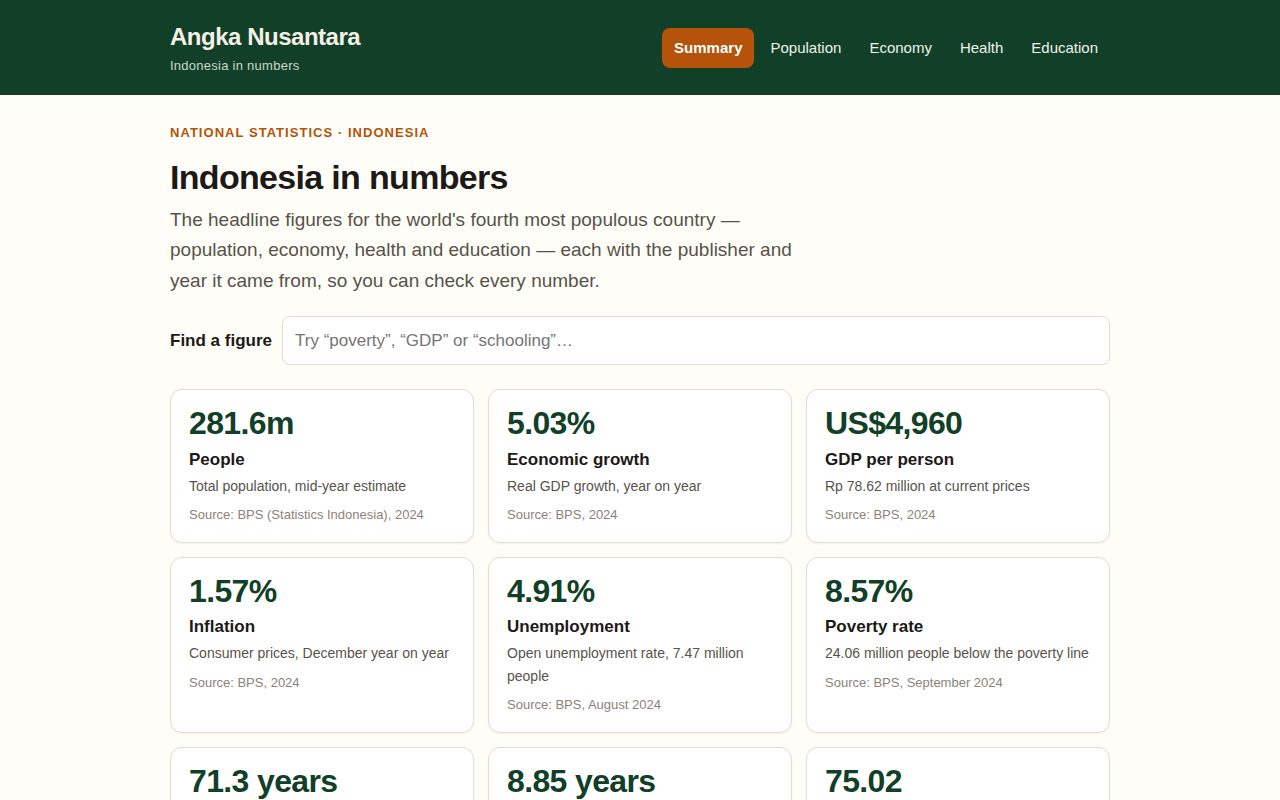 Angka Nusantara
Indonesia in numbers
Summary
Population
Economy
Health
Education
NATIONAL STATISTICS · INDONESIA
Indonesia in numbers
The headline figures for the world's fourth most populous country —
population, economy, health and education — each with the publisher and
year it came from, so you can check every number.
Find a figure
Try “poverty”, “GDP” or “schooling”…
281.6m
People
Total population, mid-year estimate
Source: BPS (Statistics Indonesia), 2024
5.03%
Economic growth
Real GDP growth, year on year
Source: BPS, 2024
US$4,960
GDP per person
Rp 78.62 million at current prices
Source: BPS, 2024
1.57%
Inflation
Consumer prices, December year on year
Source: BPS, 2024
4.91%
Unemployment
Open unemployment rate, 7.47 million
people
Source: BPS, August 2024
8.57%
Poverty rate
24.06 million people below the poverty line
Source: BPS, September 2024
71.3 years
8.85 years
75.02